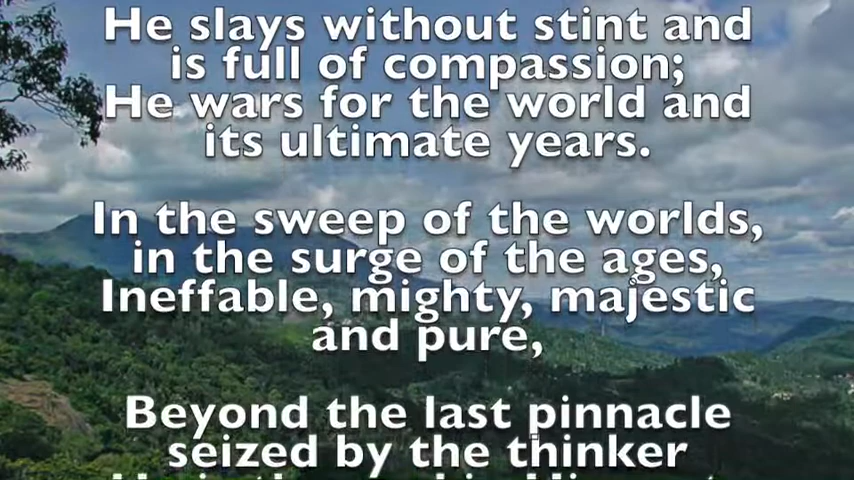 He slays without stint and
is full of compassion;
He wars for the world and
its ultimate years.
In the sweep of the worlds,
in the surge of the ages,
Ineffable, mighty, majestic
and pure,
Beyond the last pinnacle
seized by the thinker